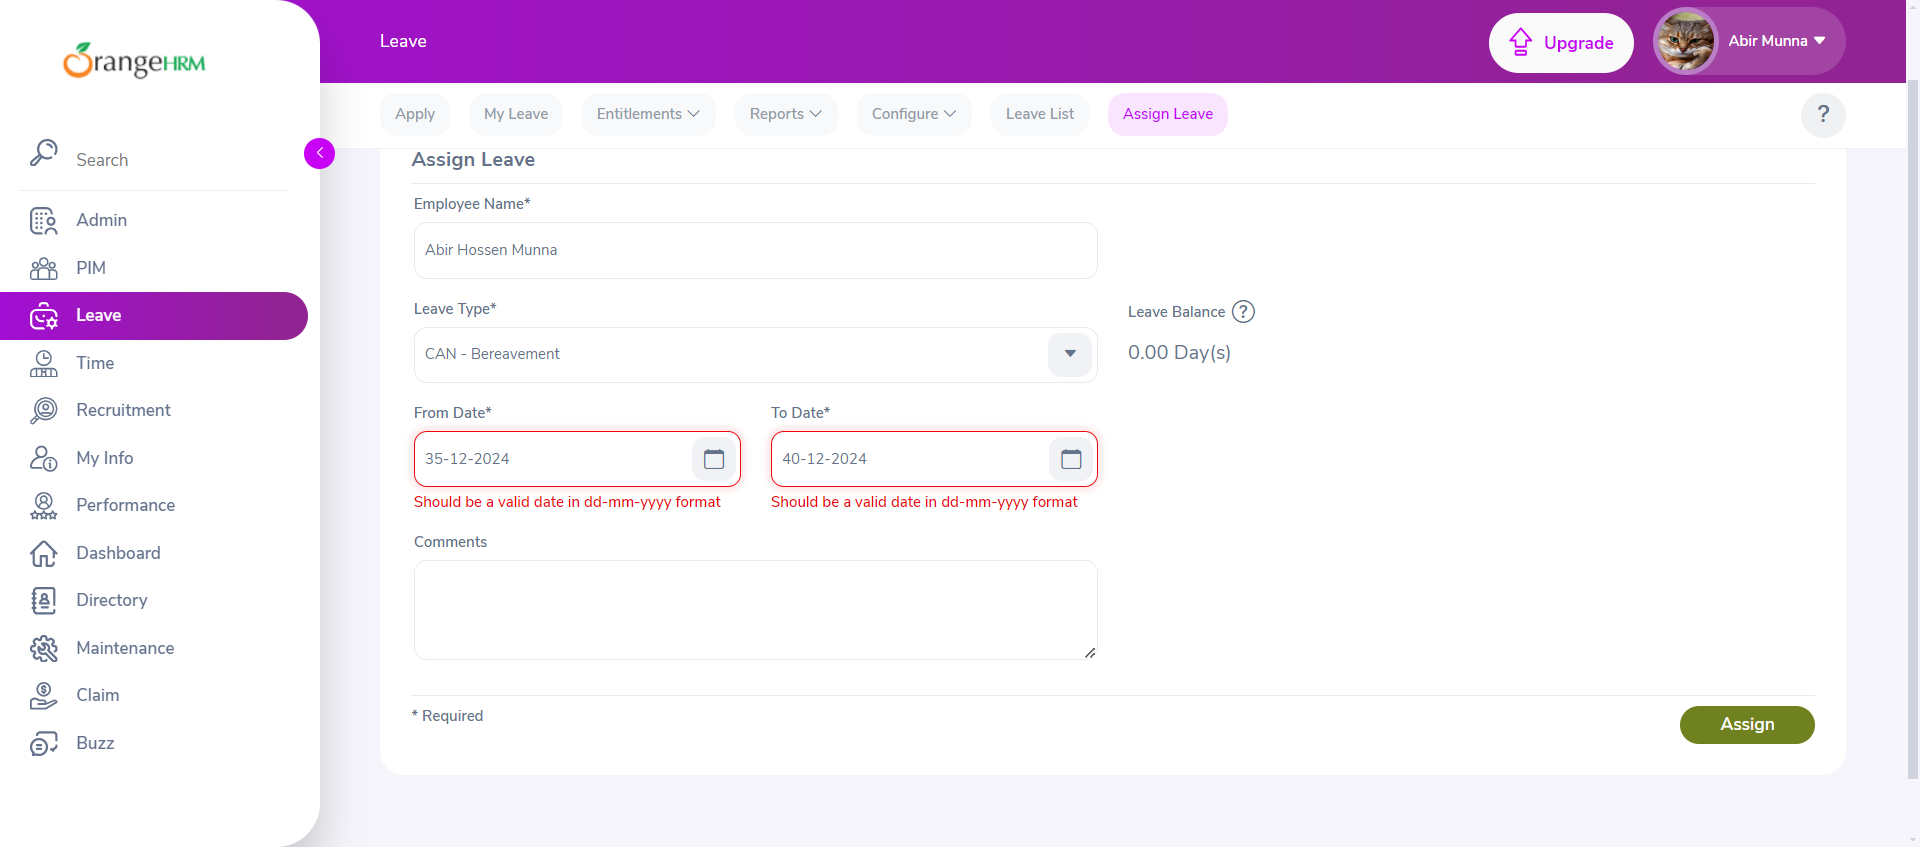 OrangeHRM
Search
Admin
PIM
Leave
Time
Recruitment
My Info
Performance
Dashboard
Directory
Maintenance
Claim
Buzz
Leave
Upgrade
Abir Munna
Apply
My Leave
Entitlements
Reports
Configure
Leave List
Assign Leave
?
Assign Leave
Employee Name*
Abir Hossen Munna
Leave Type*
CAN - Bereavement
Leave Balance ?
0.00 Day(s)
From Date*
35-12-2024
Should be a valid date in dd-mm-yyyy format
To Date*
40-12-2024
Should be a valid date in dd-mm-yyyy format
Comments
* Required
Assign